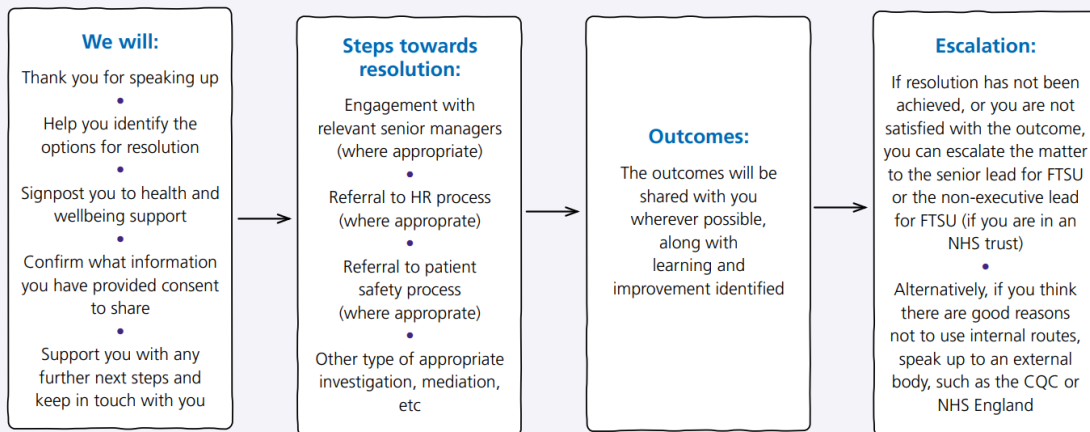 We will:
Thank you for speaking up
•
Help you identify the
options for resolution
•
Signpost you to health and
wellbeing support
•
Confirm what information
you have provided consent
to share
•
Support you with any
further next steps and
keep in touch with you
Steps towards
resolution:
Engagement with
relevant senior managers
(where appropriate)
•
Referral to HR process
(where appropriate)
•
Referral to patient
safety process
(where approprate)
•
Other type of appropriate
investigation, mediation,
etc
Outcomes:
The outcomes will be
shared with you
wherever possible,
along with
learning and
improvement identified
Escalation:
If resolution has not been
achieved, or you are not
satisfied with the outcome,
you can escalate the matter
to the senior lead for FTSU
or the non-executive lead
for FTSU (if you are in an
NHS trust)
•
Alternatively, if you think
there are good reasons
not to use internal routes,
speak up to an external
body, such as the CQC or
NHS England